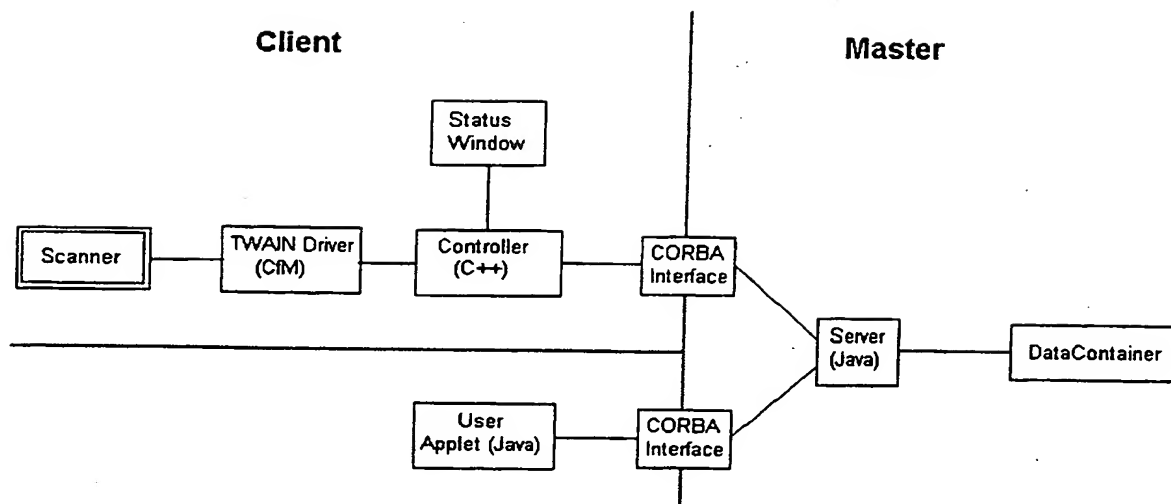 Client
Master
Status
Window
Scanner
TWAIN Driver
(CfM)
Controller
(C++)
CORBA
Interface
Server
(Java)
DataContainer
User
Applet (Java)
CORBA
Interface